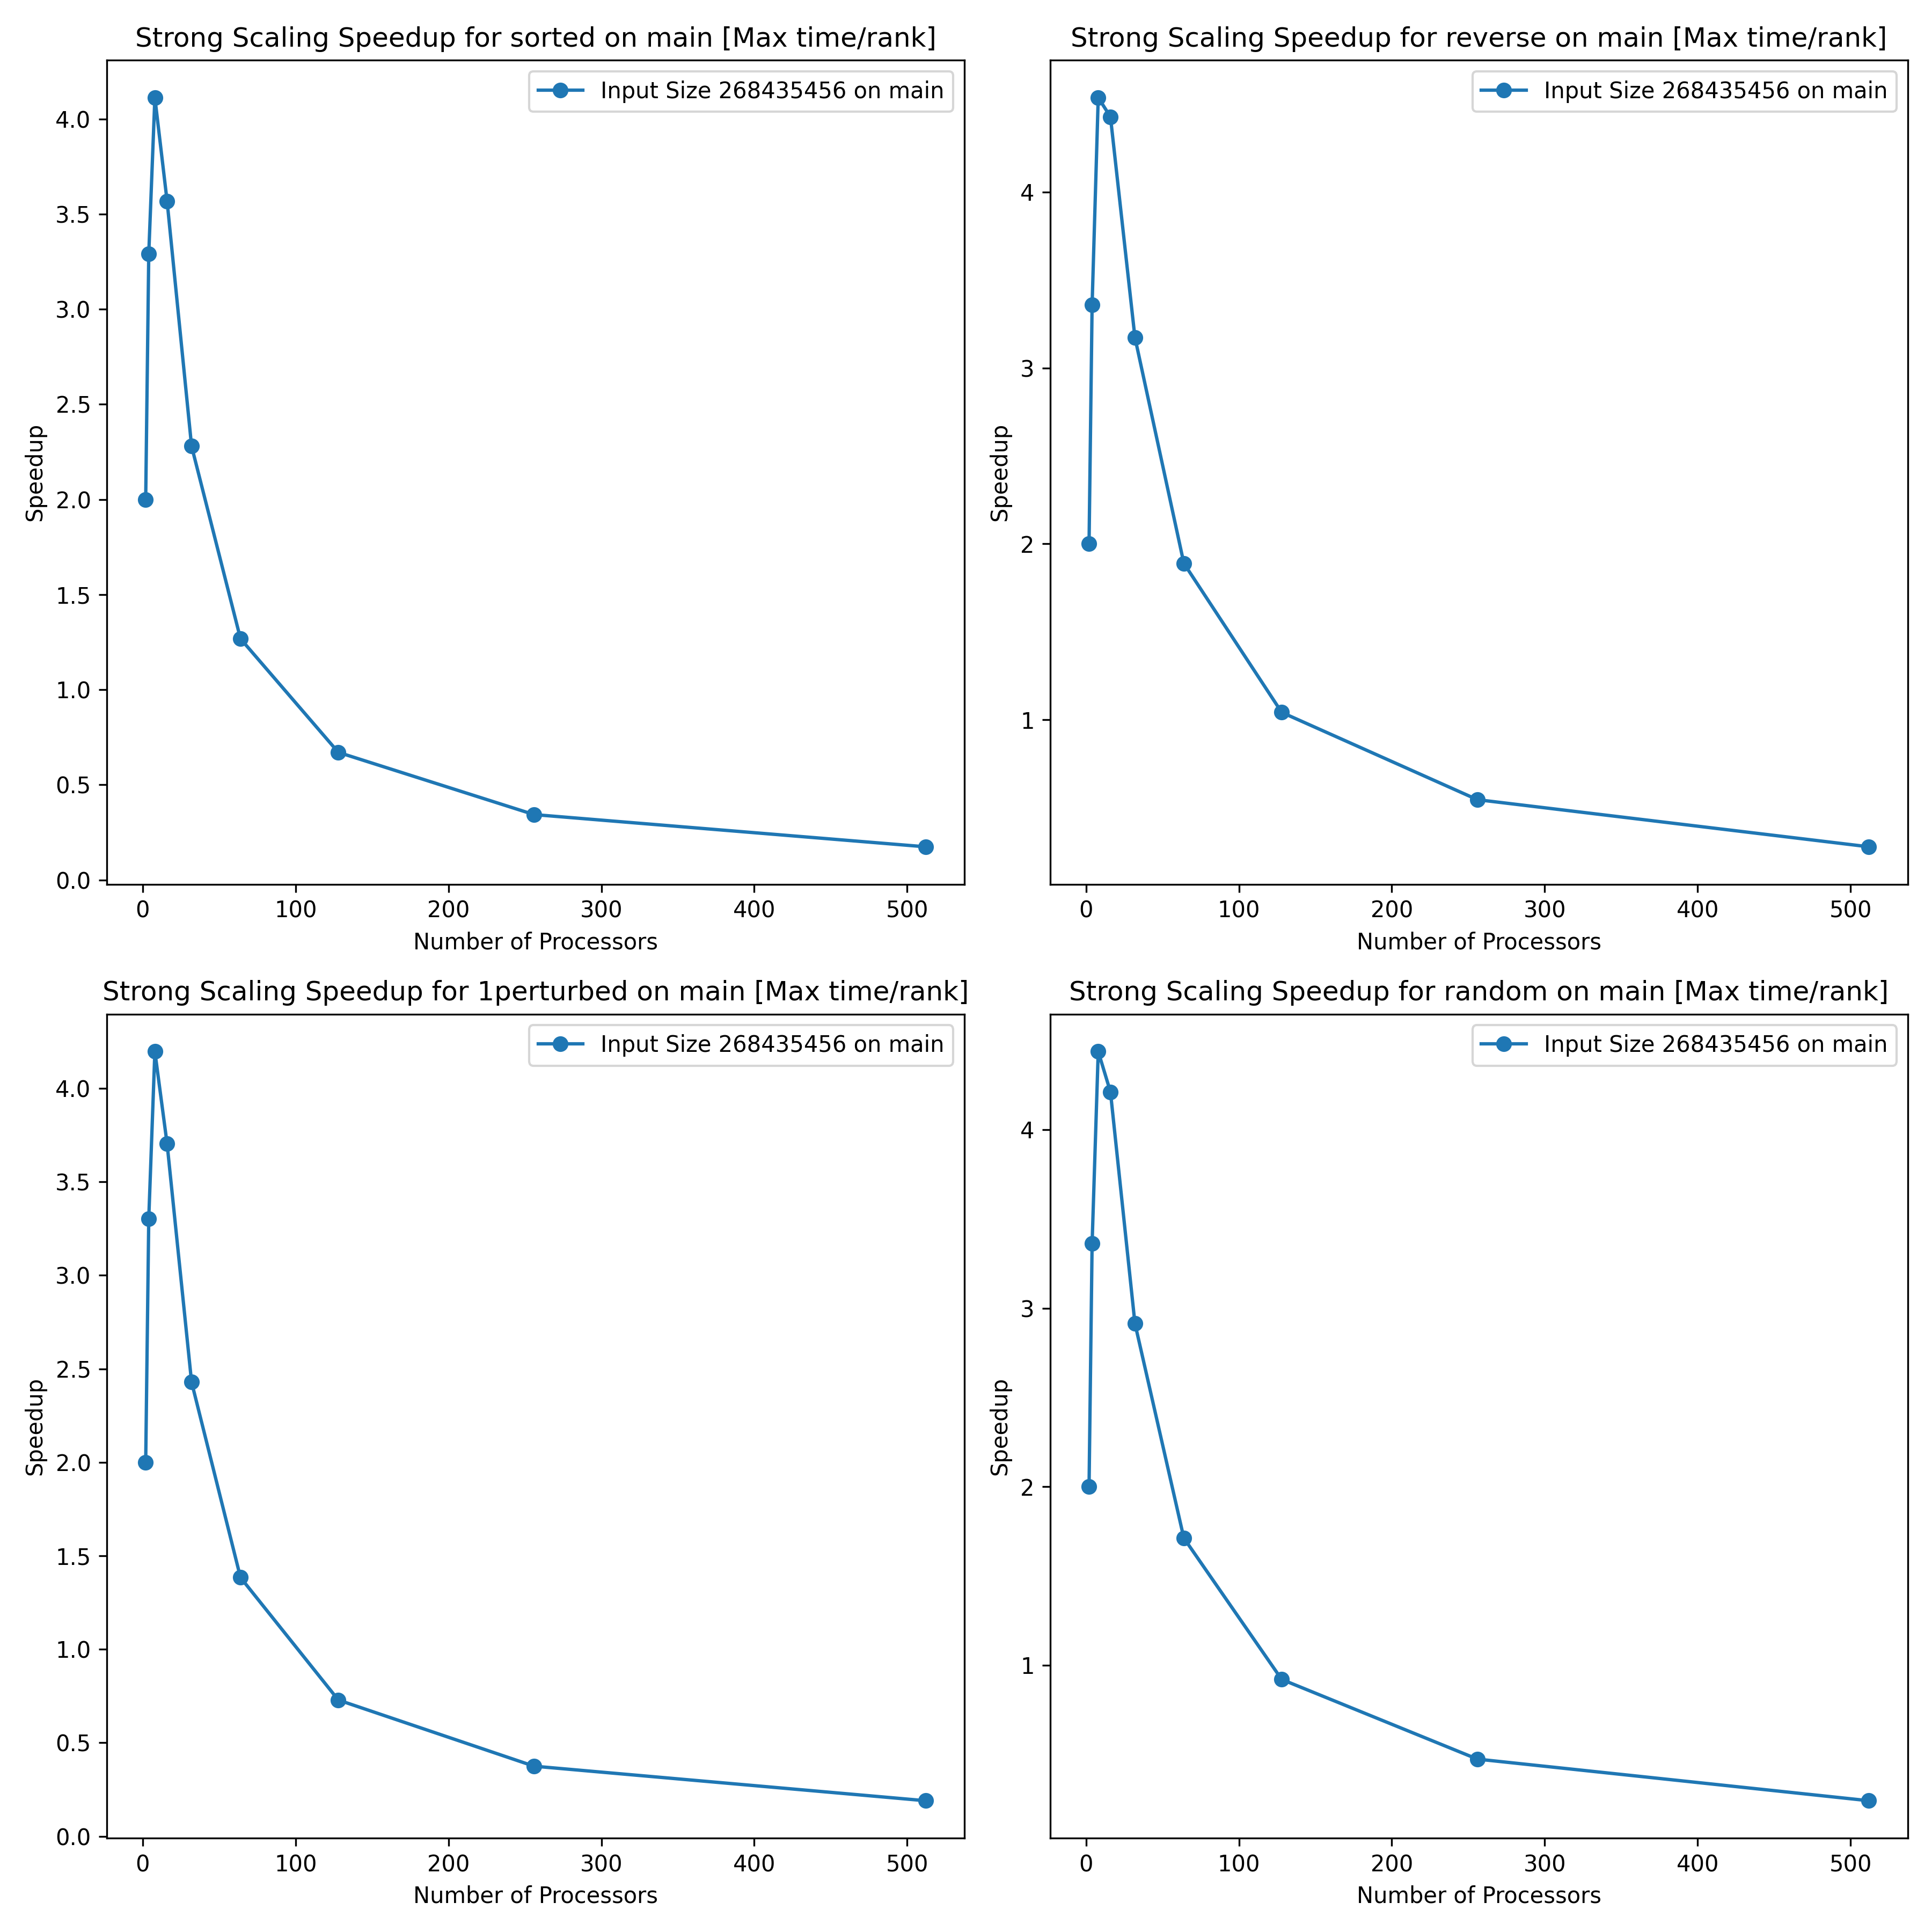 Strong Scaling Speedup for sorted on main [Max time/rank]
Input Size 268435456 on main
4.0
3.5
3.0
2.5
2.0
1.5
1.0
0.5
0.0
Speedup
0 100 200 300 400 500
Number of Processors
Strong Scaling Speedup for reverse on main [Max time/rank]
Input Size 268435456 on main
4
3
2
1
Speedup
0 100 200 300 400 500
Number of Processors
Strong Scaling Speedup for 1perturbed on main [Max time/rank]
Input Size 268435456 on main
4.0
3.5
3.0
2.5
2.0
1.5
1.0
0.5
0.0
Speedup
0 100 200 300 400 500
Number of Processors
Strong Scaling Speedup for random on main [Max time/rank]
Input Size 268435456 on main
4
3
2
1
Speedup
0 100 200 300 400 500
Number of Processors